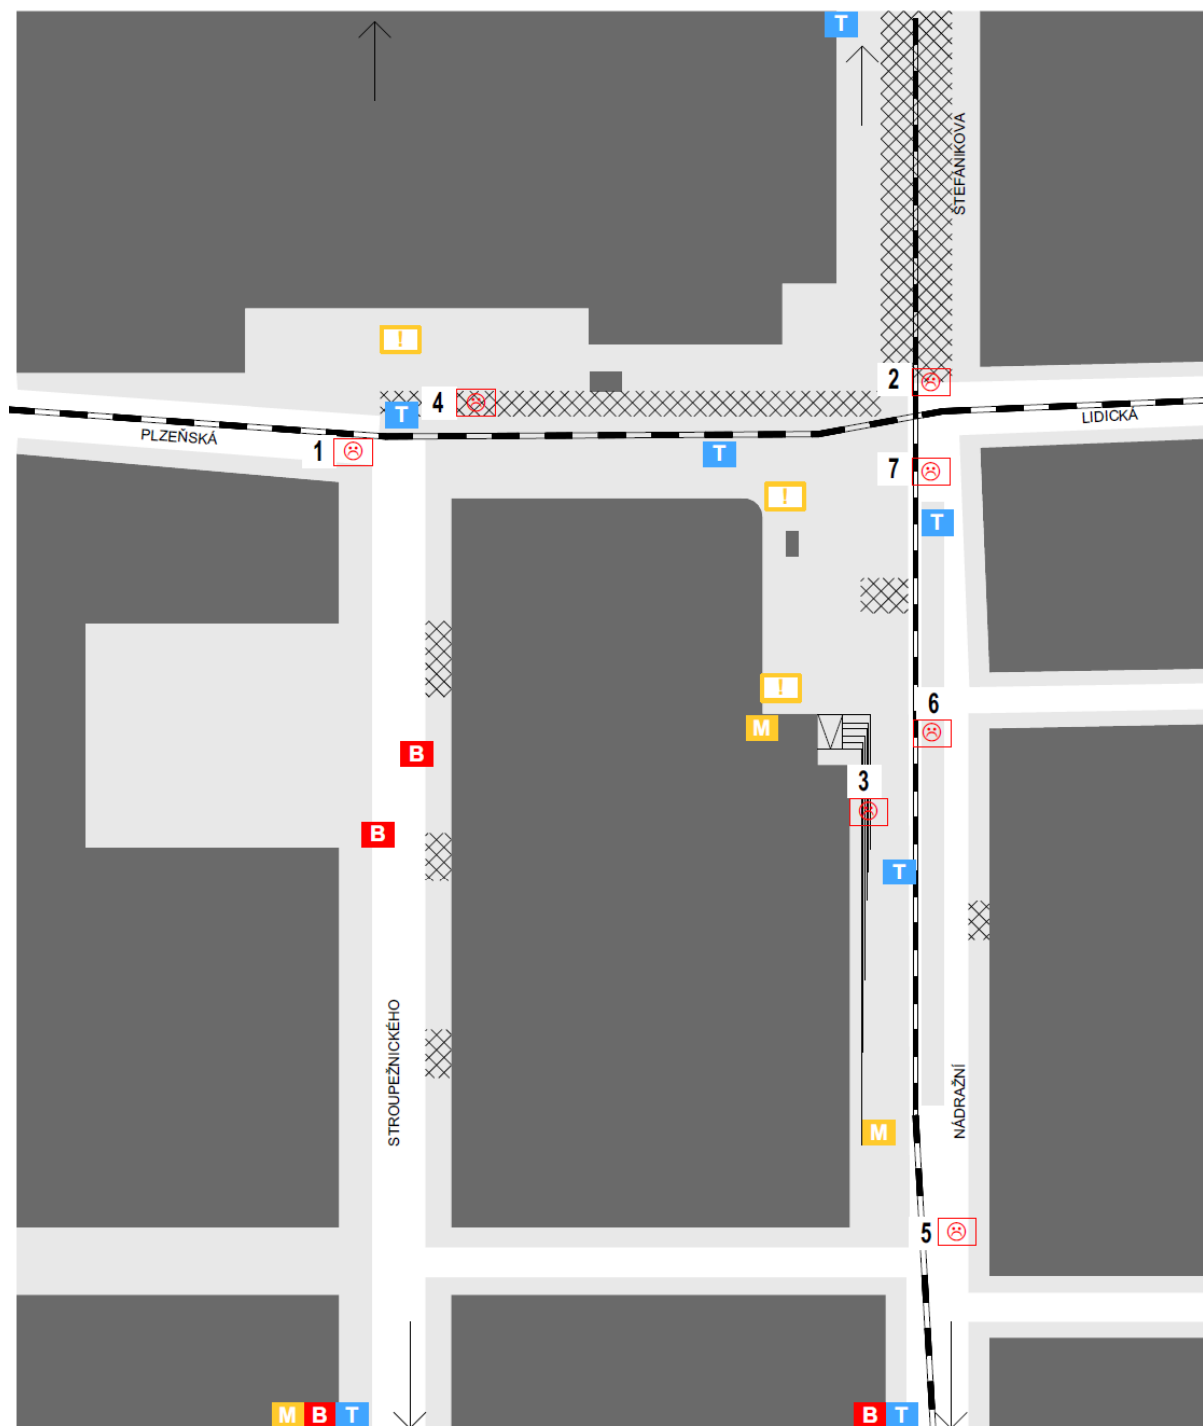 T
ŠTEFÁNIKOVA
!
2
4
T
LIDICKÁ
PLZEŇSKÁ
1
T
7
!
T
!
6
M
B
3
B
T
STROUPEŽNICKÉHO
NÁDRAŽNÍ
M
5
M B T
B T